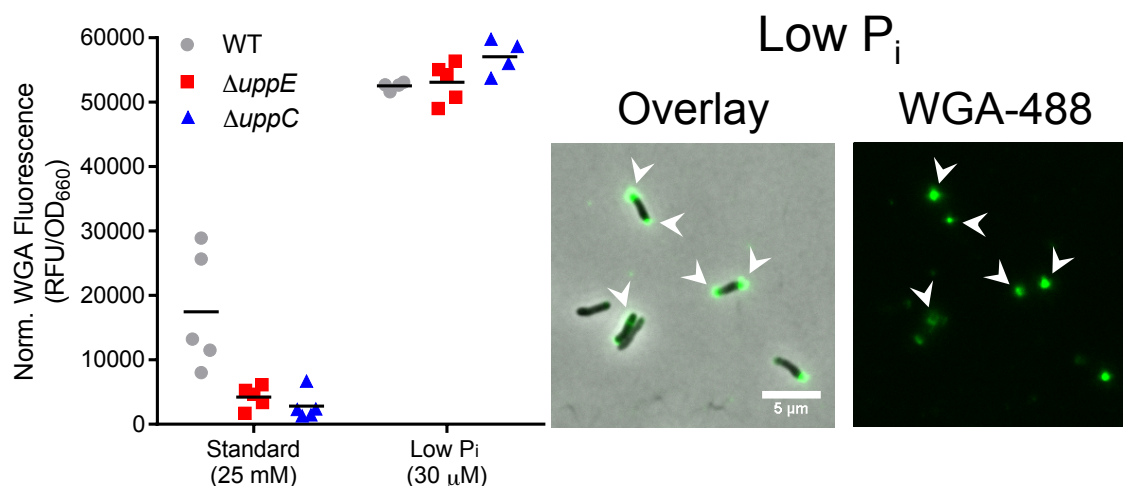 60000
50000
40000
30000
20000
10000
0
Norm. WGA Fluorescence
(RFU/OD660)
WT
ΔuppE
ΔuppC
Standard
(25 mM)
Low Pi
(30 μM)
Low Pi
Overlay
WGA-488
5 μm